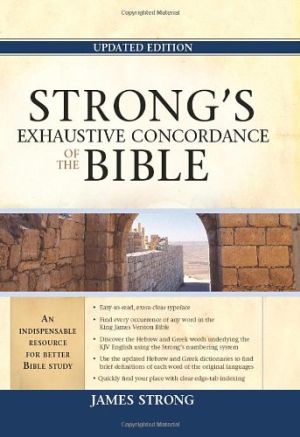 Copyrighted Material
UPDATED EDITION
STRONG'S
EXHAUSTIVE CONCORDANCE
OF THE BIBLE
AN
INDISPENSABLE
RESOURCE
FOR BETTER
BIBLE STUDY
• Easy-to-read, extra-clear typeface
• Find every occurrence of any word in the
King James Version Bible
• Discover the Hebrew and Greek words underlying the
KJV English using the Strong's numbering system
• Use the updated Hebrew and Greek dictionaries to find
brief definitions of each word of the original languages
• Quickly find your place with clear edge-tab indexing
JAMES STRONG
Copyrighted Material